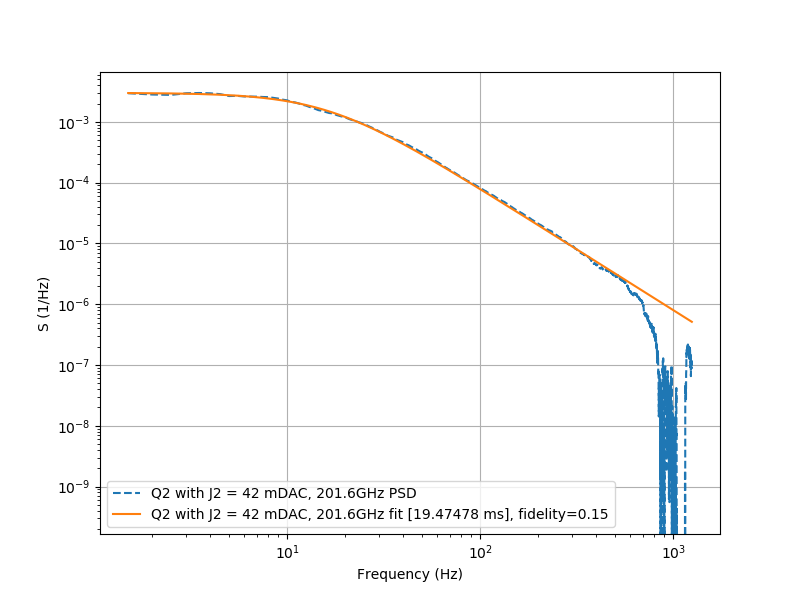 10⁻³
10⁻⁴
10⁻⁵
10⁻⁶
10⁻⁷
10⁻⁸
10⁻⁹
S (1/Hz)
Q2 with J2 = 42 mDAC, 201.6GHz PSD
Q2 with J2 = 42 mDAC, 201.6GHz fit [19.47478 ms], fidelity=0.15
10¹
10²
10³
Frequency (Hz)